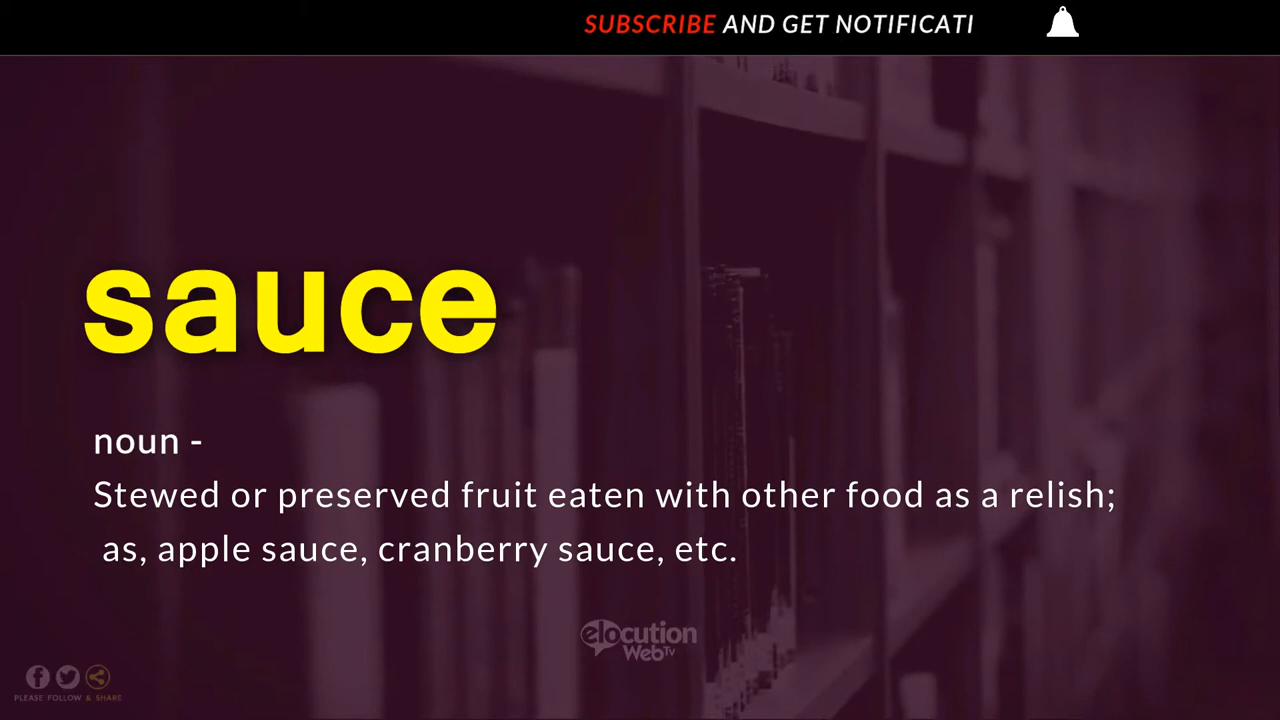 SUBSCRIBE AND GET NOTIFICATI
sauce
noun -
Stewed or preserved fruit eaten with other food as a relish;
as, apple sauce, cranberry sauce, etc.
elocution
WebTv
PLEASE FOLLOW & SHARE